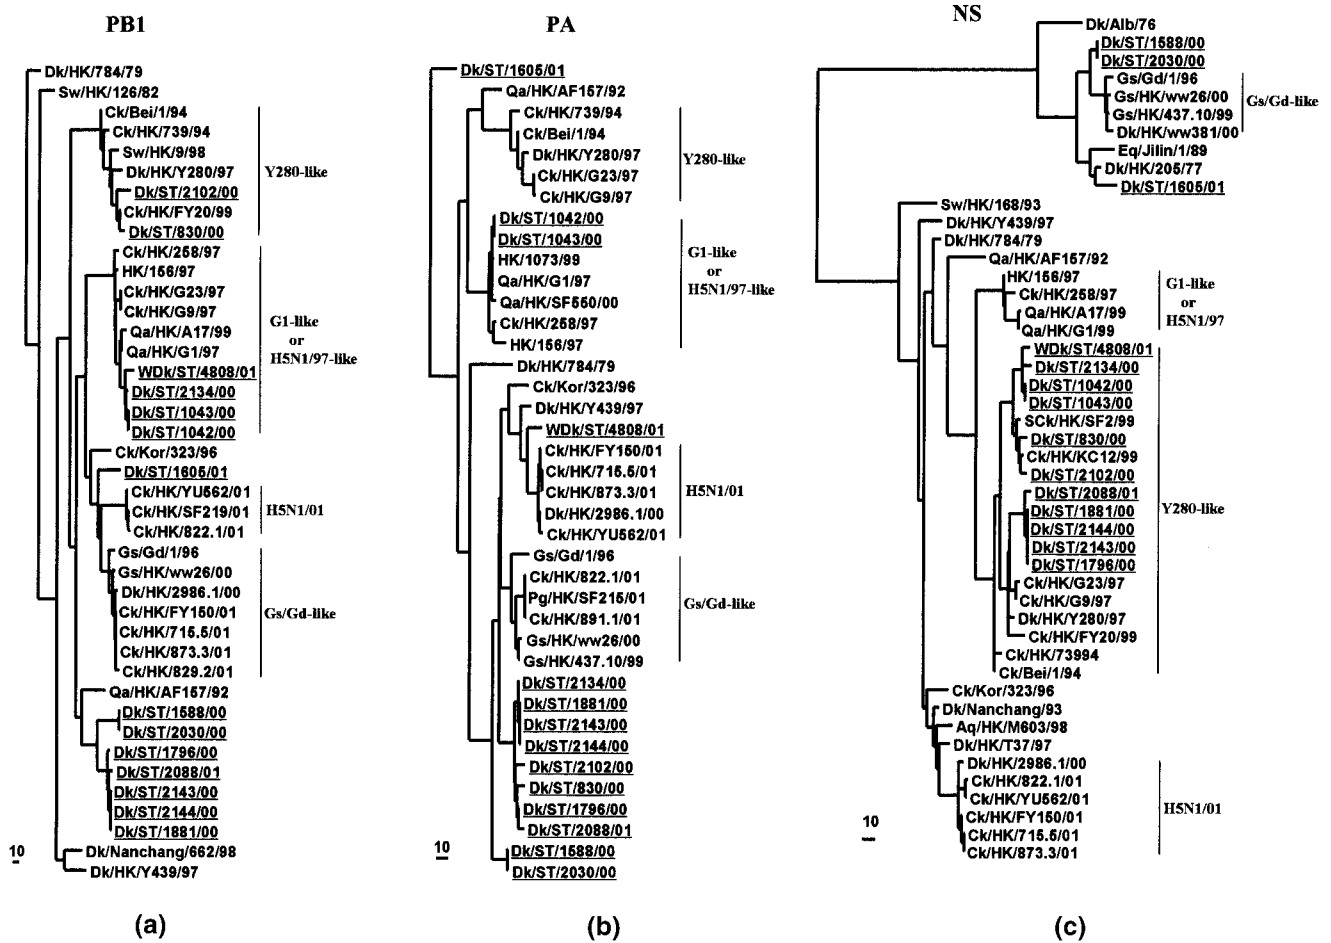 PB1
Dk/HK/784/79
Sw/HK/126/82
Ck/Bei/1/94
Ck/HK/739/94
Sw/HK/9/98
Dk/HK/Y280/97
Dk/ST/2102/00
Ck/HK/FY20/99
Dk/ST/830/00
Y280-like
Ck/HK/258/97
HK/156/97
Ck/HK/G23/97
Ck/HK/G9/97
Qa/HK/A17/99
Qa/HK/G1/97
WDk/ST/4808/01
Dk/ST/2134/00
Dk/ST/1043/00
Dk/ST/1042/00
G1-like
or
H5N1/97-like
Ck/Kor/323/96
Dk/ST/1605/01
Ck/HK/YU562/01
Ck/HK/SF219/01
Ck/HK/822.1/01
H5N1/01
Gs/Gd/1/96
Gs/HK/ww26/00
Dk/HK/2986.1/00
Ck/HK/FY150/01
Ck/HK/715.5/01
Ck/HK/873.3/01
Ck/HK/829.2/01
Gs/Gd-like
Qa/HK/AF157/92
Dk/ST/1588/00
Dk/ST/2030/00
Dk/ST/1796/00
Dk/ST/2088/01
Dk/ST/2143/00
Dk/ST/2144/00
Dk/ST/1881/00
Dk/Nanchang/662/98
Dk/HK/Y439/97
10
(a)
PA
Dk/ST/1605/01
Qa/HK/AF157/92
Ck/HK/739/94
Ck/Bei/1/94
Dk/HK/Y280/97
Ck/HK/G23/97
Ck/HK/G9/97
Y280-like
Dk/ST/1042/00
Dk/ST/1043/00
HK/1073/99
Qa/HK/G1/97
Qa/HK/SF550/00
Ck/HK/258/97
HK/156/97
G1-like
or
H5N1/97-like
Dk/HK/784/79
Ck/Kor/323/96
Dk/HK/Y439/97
WDk/ST/4808/01
Ck/HK/FY150/01
Ck/HK/715.5/01
Ck/HK/873.3/01
Dk/HK/2986.1/00
Ck/HK/YU562/01
H5N1/01
Gs/Gd/1/96
Ck/HK/822.1/01
Pg/HK/SF215/01
Ck/HK/891.1/01
Gs/HK/ww26/00
Gs/HK/437.10/99
Gs/Gd-like
Dk/ST/2134/00
Dk/ST/1881/00
Dk/ST/2143/00
Dk/ST/2144/00
Dk/ST/2102/00
Dk/ST/830/00
Dk/ST/1796/00
Dk/ST/2088/01
Dk/ST/1588/00
Dk/ST/2030/00
10
(b)
NS
Dk/Alb/76
Dk/ST/1588/00
Dk/ST/2030/00
Gs/Gd/1/96
Gs/HK/ww26/00
Gs/HK/437.10/99
Dk/HK/ww381/00
Gs/Gd-like
Eq/Jilin/1/89
Dk/HK/205/77
Dk/ST/1605/01
Sw/HK/168/93
Dk/HK/Y439/97
Dk/HK/784/79
Qa/HK/AF157/92
HK/156/97
Ck/HK/258/97
Qa/HK/A17/99
Qa/HK/G1/99
G1-like
or
H5N1/97
WDk/ST/4808/01
Dk/ST/2134/00
Dk/ST/1042/00
Dk/ST/1043/00
SCk/HK/SF2/99
Dk/ST/830/00
Ck/HK/KC12/99
Dk/ST/2102/00
Dk/ST/2088/01
Dk/ST/1881/00
Dk/ST/2144/00
Dk/ST/2143/00
Dk/ST/1796/00
Ck/HK/G23/97
Ck/HK/G9/97
Dk/HK/Y280/97
Ck/HK/FY20/99
Ck/HK/73994
Ck/Bei/1/94
Y280-like
Ck/Kor/323/96
Dk/Nanchang/93
Aq/HK/M603/98
Dk/HK/T37/97
Dk/HK/2986.1/00
Ck/HK/822.1/01
Ck/HK/YU562/01
Ck/HK/FY150/01
Ck/HK/715.5/01
Ck/HK/873.3/01
H5N1/01
10
(c)